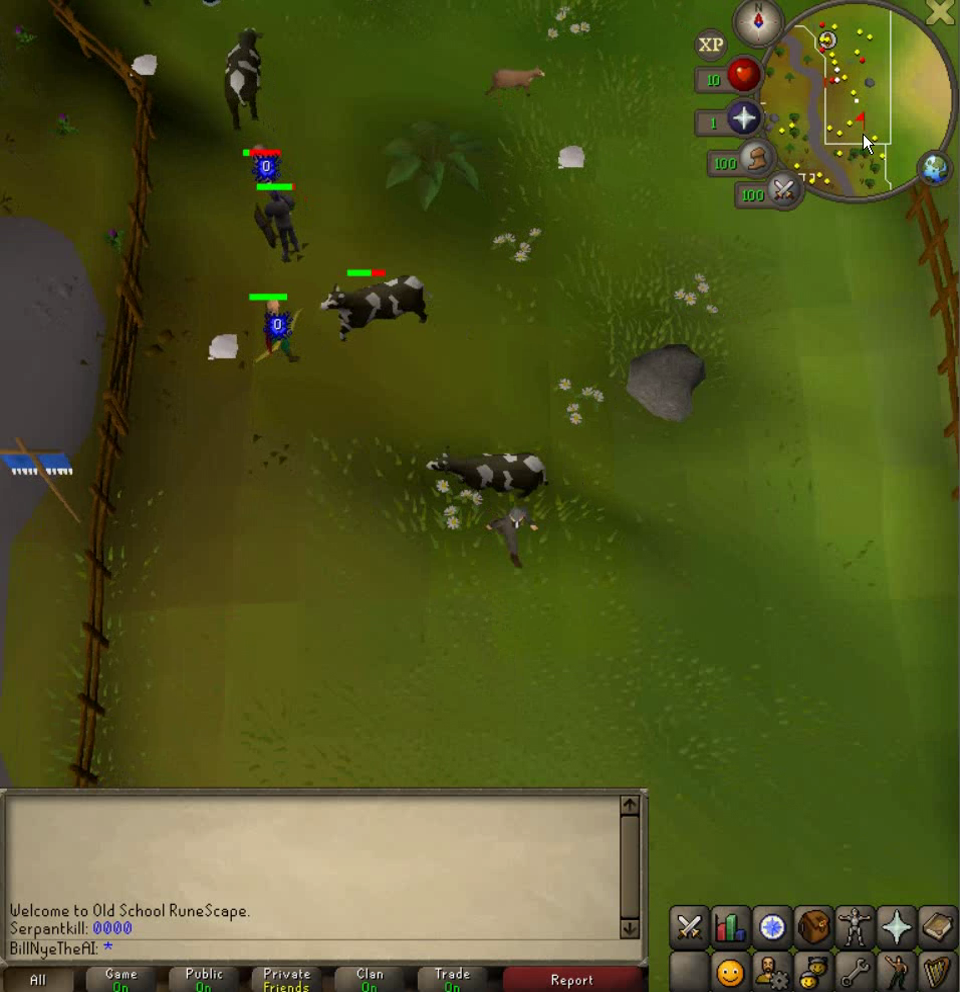 N
XP
10
1
100
100
0
0
Welcome to Old School RuneScape.
Serpantkill: 0000
BillNyeTheAI: *
All
Game
On
Public
On
Private
Friends
Clan
On
Trade
On
Report